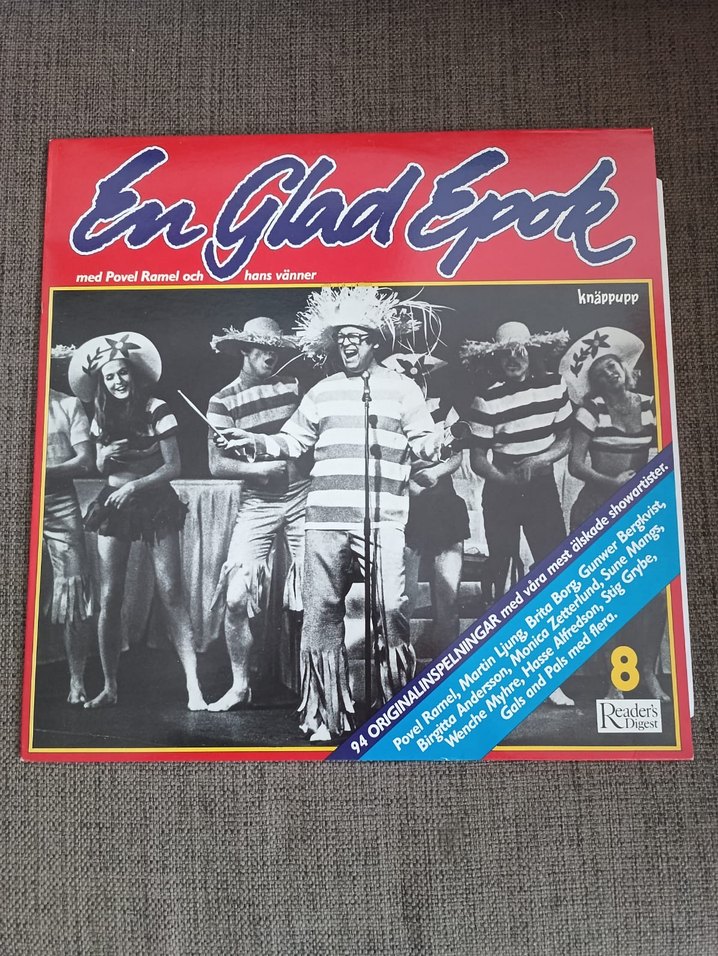 En Glad Epok
med Povel Ramel och hans vänner
knäppupp
94 ORIGINALINSPELNINGAR med våra mest älskade showartister.
Povel Ramel, Martin Ljung, Brita Borg, Gunwer Bergkvist,
Birgitta Andersson, Monica Zetterlund, Sune Mangs,
Wenche Myhre, Hasse Alfredson, Stig Grybe,
Gals and Pals med flera.
8
Reader's
Digest